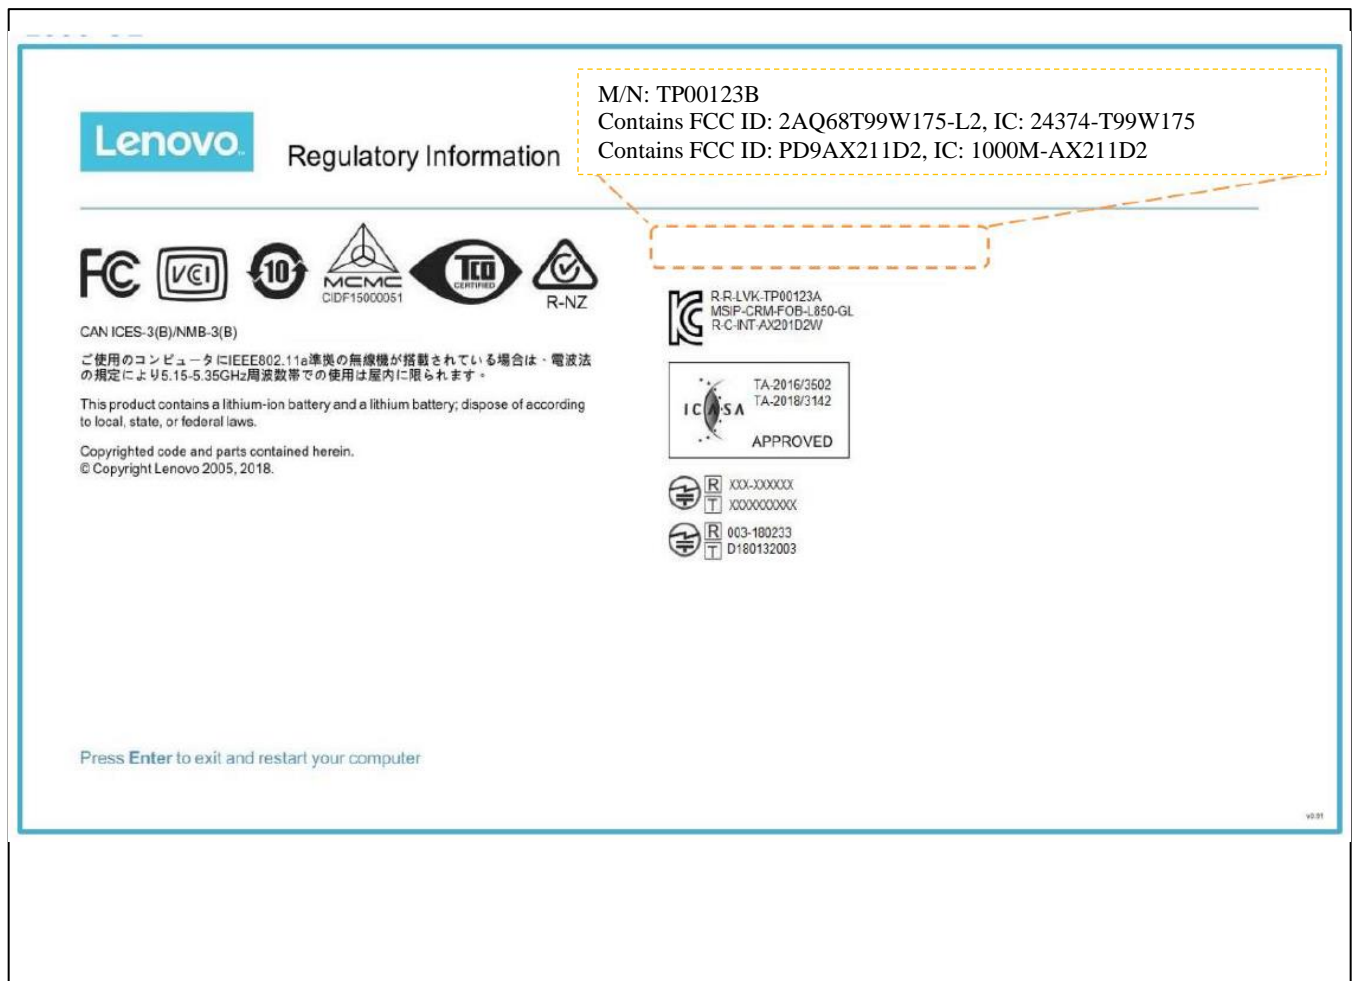 M/N: TP00123B
Contains FCC ID: 2AQ68T99W175-L2, IC: 24374-T99W175
Contains FCC ID: PD9AX211D2, IC: 1000M-AX211D2
Lenovo
Regulatory Information
FC VCI 10 MCMC TCO CERTIFIED
CIDF15000051
R-NZ
CAN ICES-3(B)/NMB-3(B)
ご使用のコンピュータにIEEE802.11a準拠の無線機が搭載されている場合は・電波法
の規定により5.15-5.35GHz周波数帯での使用は屋内に限られます。
This product contains a lithium-ion battery and a lithium battery; dispose of according
to local, state, or federal laws.
Copyrighted code and parts contained herein.
© Copyright Lenovo 2005, 2018.
R-R-LVK-TP00123A
MSIP-CRM-FOB-L850-GL
R-C-INT-AX201D2W
ICASA
TA-2016/3502
TA-2018/3142
APPROVED
R XXX-XXXXXX
T XXXXXXXXXX
R 003-180233
T D180132003
Press Enter to exit and restart your computer
v0.01